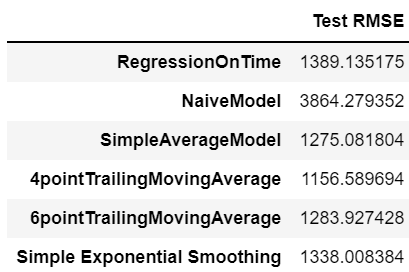 Test RMSE
RegressionOnTime 1389.135175
NaiveModel 3864.279352
SimpleAverageModel 1275.081804
4pointTrailingMovingAverage 1156.589694
6pointTrailingMovingAverage 1283.927428
Simple Exponential Smoothing 1338.008384